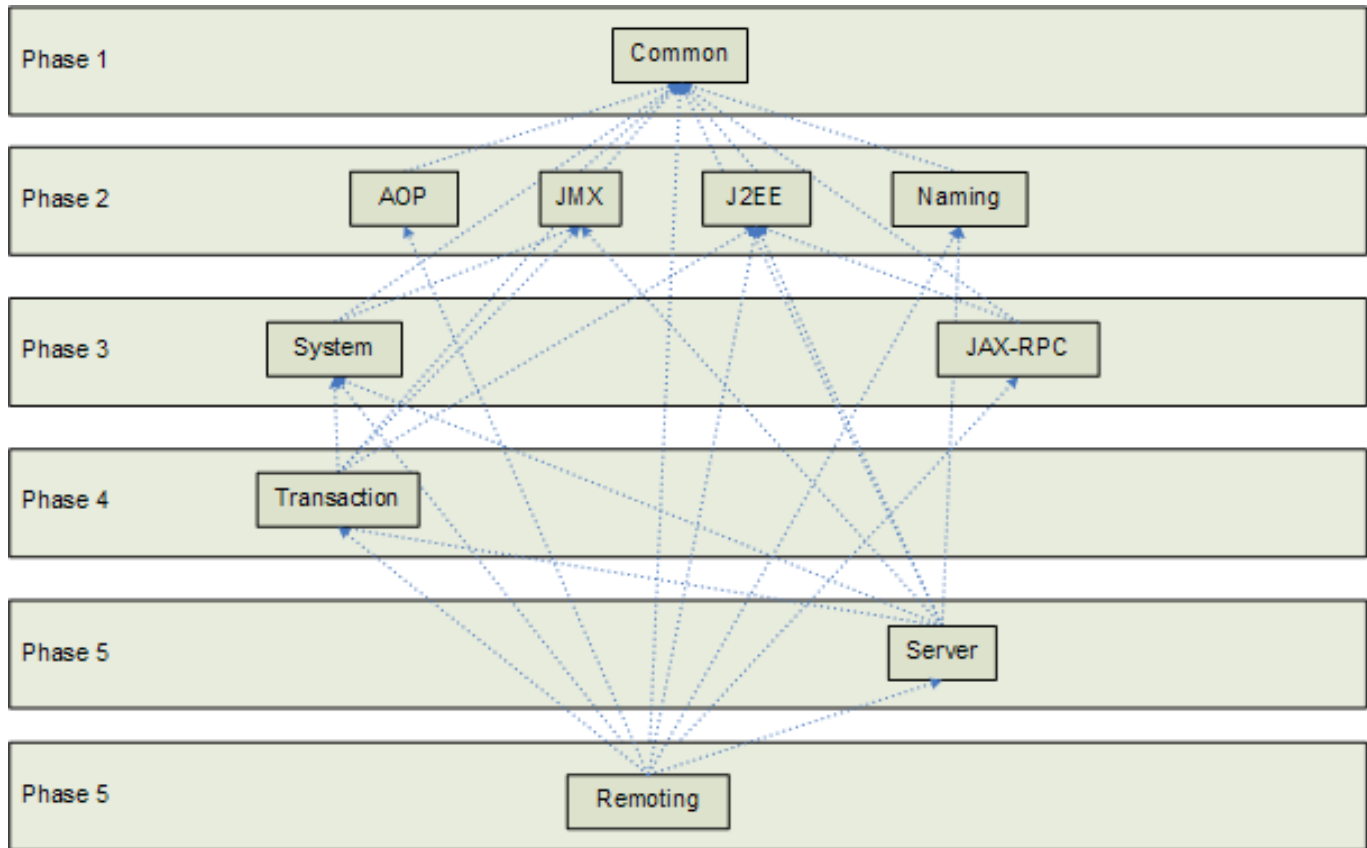 Phase 1
Common
Phase 2
AOP
JMX
J2EE
Naming
Phase 3
System
JAX-RPC
Phase 4
Transaction
Phase 5
Server
Phase 5
Remoting